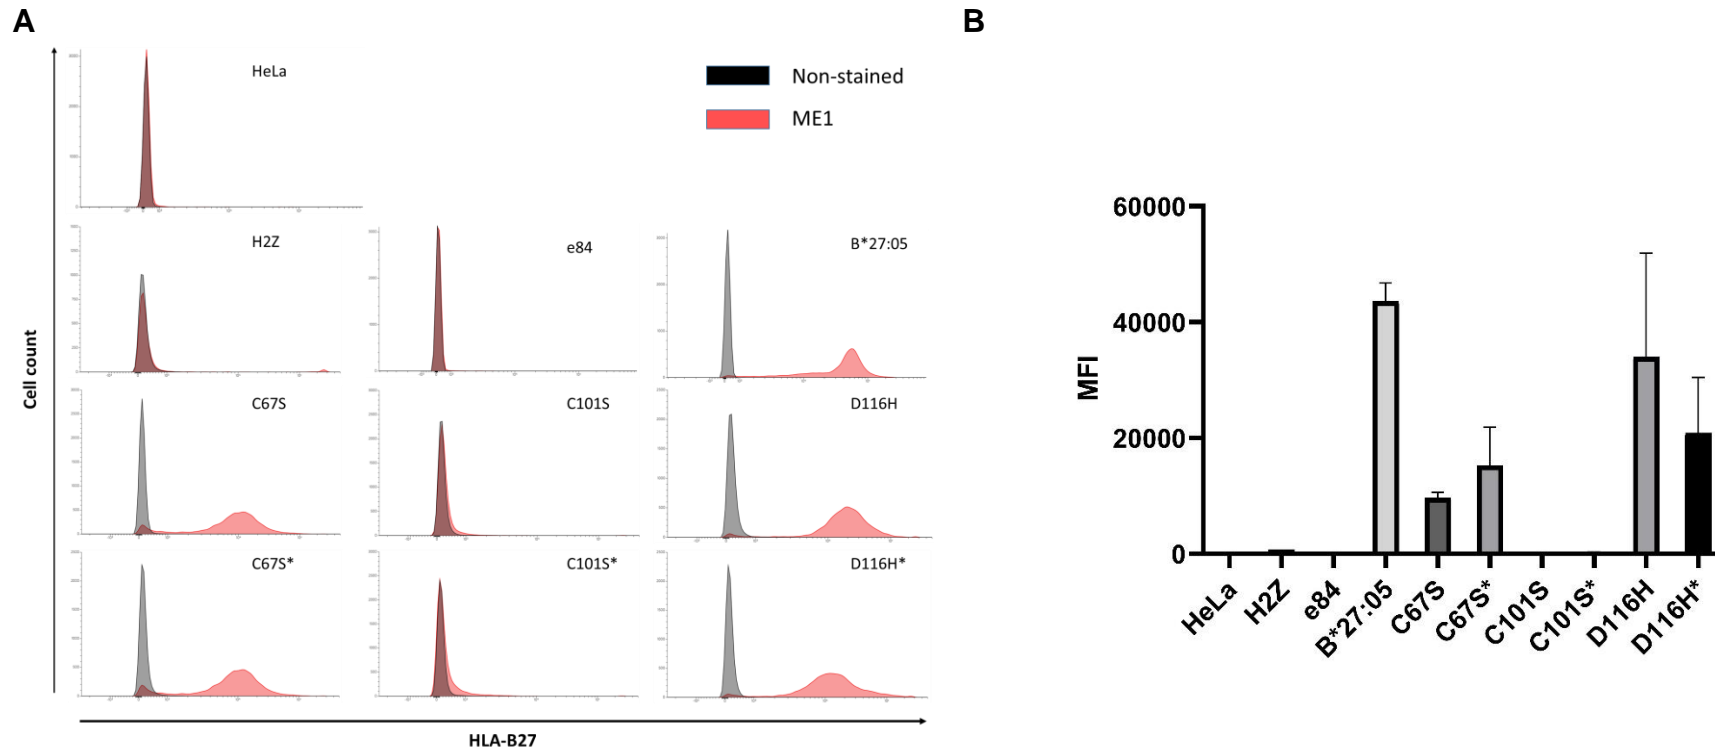 A
B
HeLa
Non-stained
ME1
H2Z
e84
B*27:05
C67S
C101S
D116H
C67S*
C101S*
D116H*
Cell count
HLA-B27
60000
40000
20000
0
MFI
HeLa
H2Z
e84
B*27:05
C67S
C67S*
C101S
C101S*
D116H
D116H*